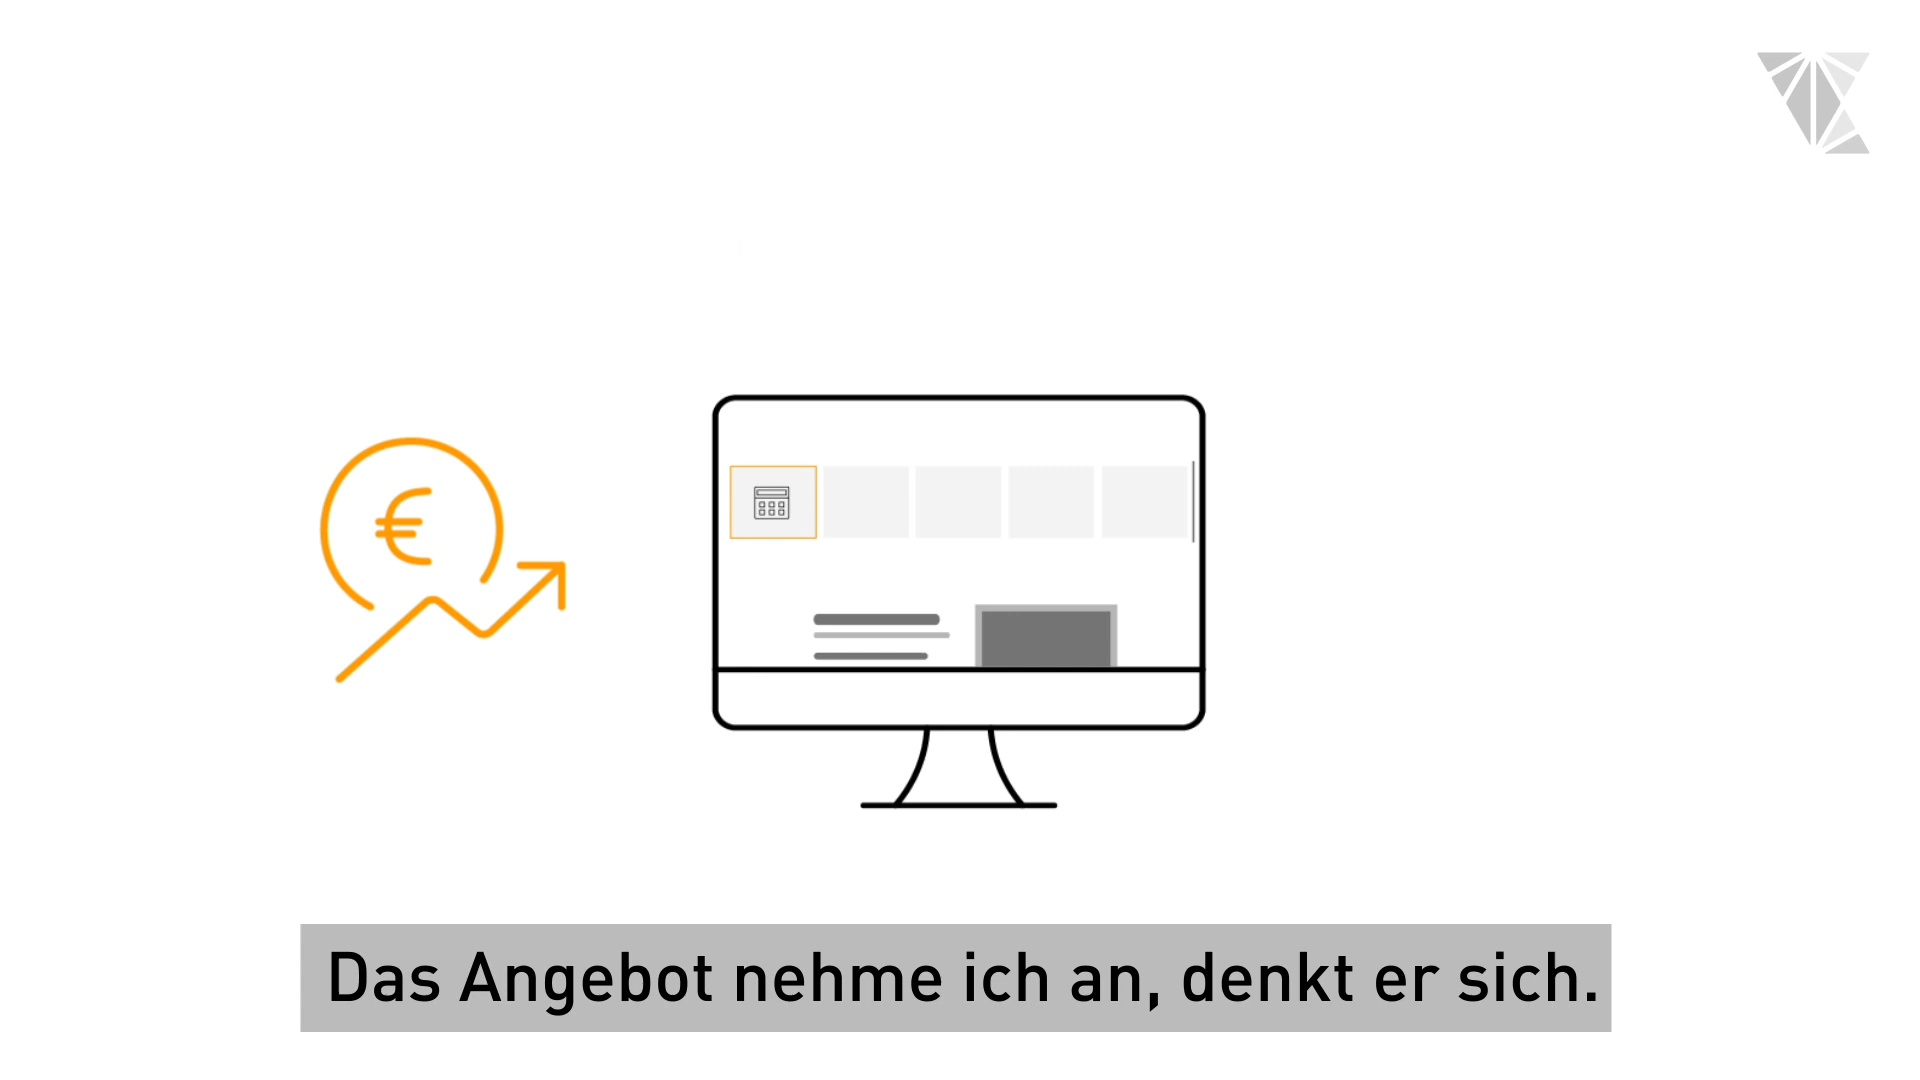 €
Das Angebot nehme ich an, denkt er sich.